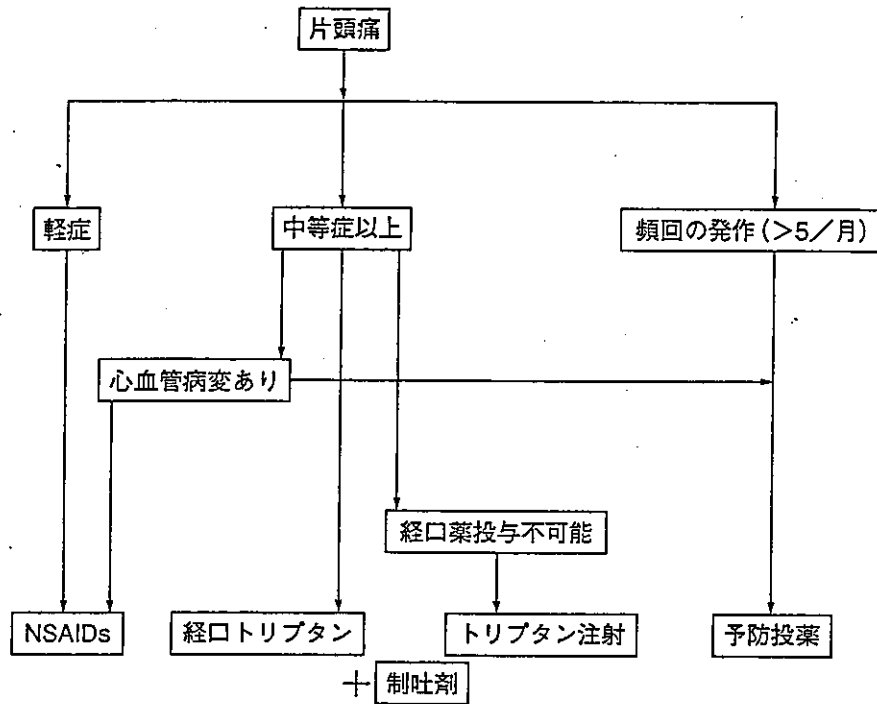 片頭痛
軽症
中等症以上
頻回の発作(>5/月)
心血管病変あり
経口薬投与不可能
NSAIDs
経口トリプタン
トリプタン注射
予防投薬
+ 制吐剤